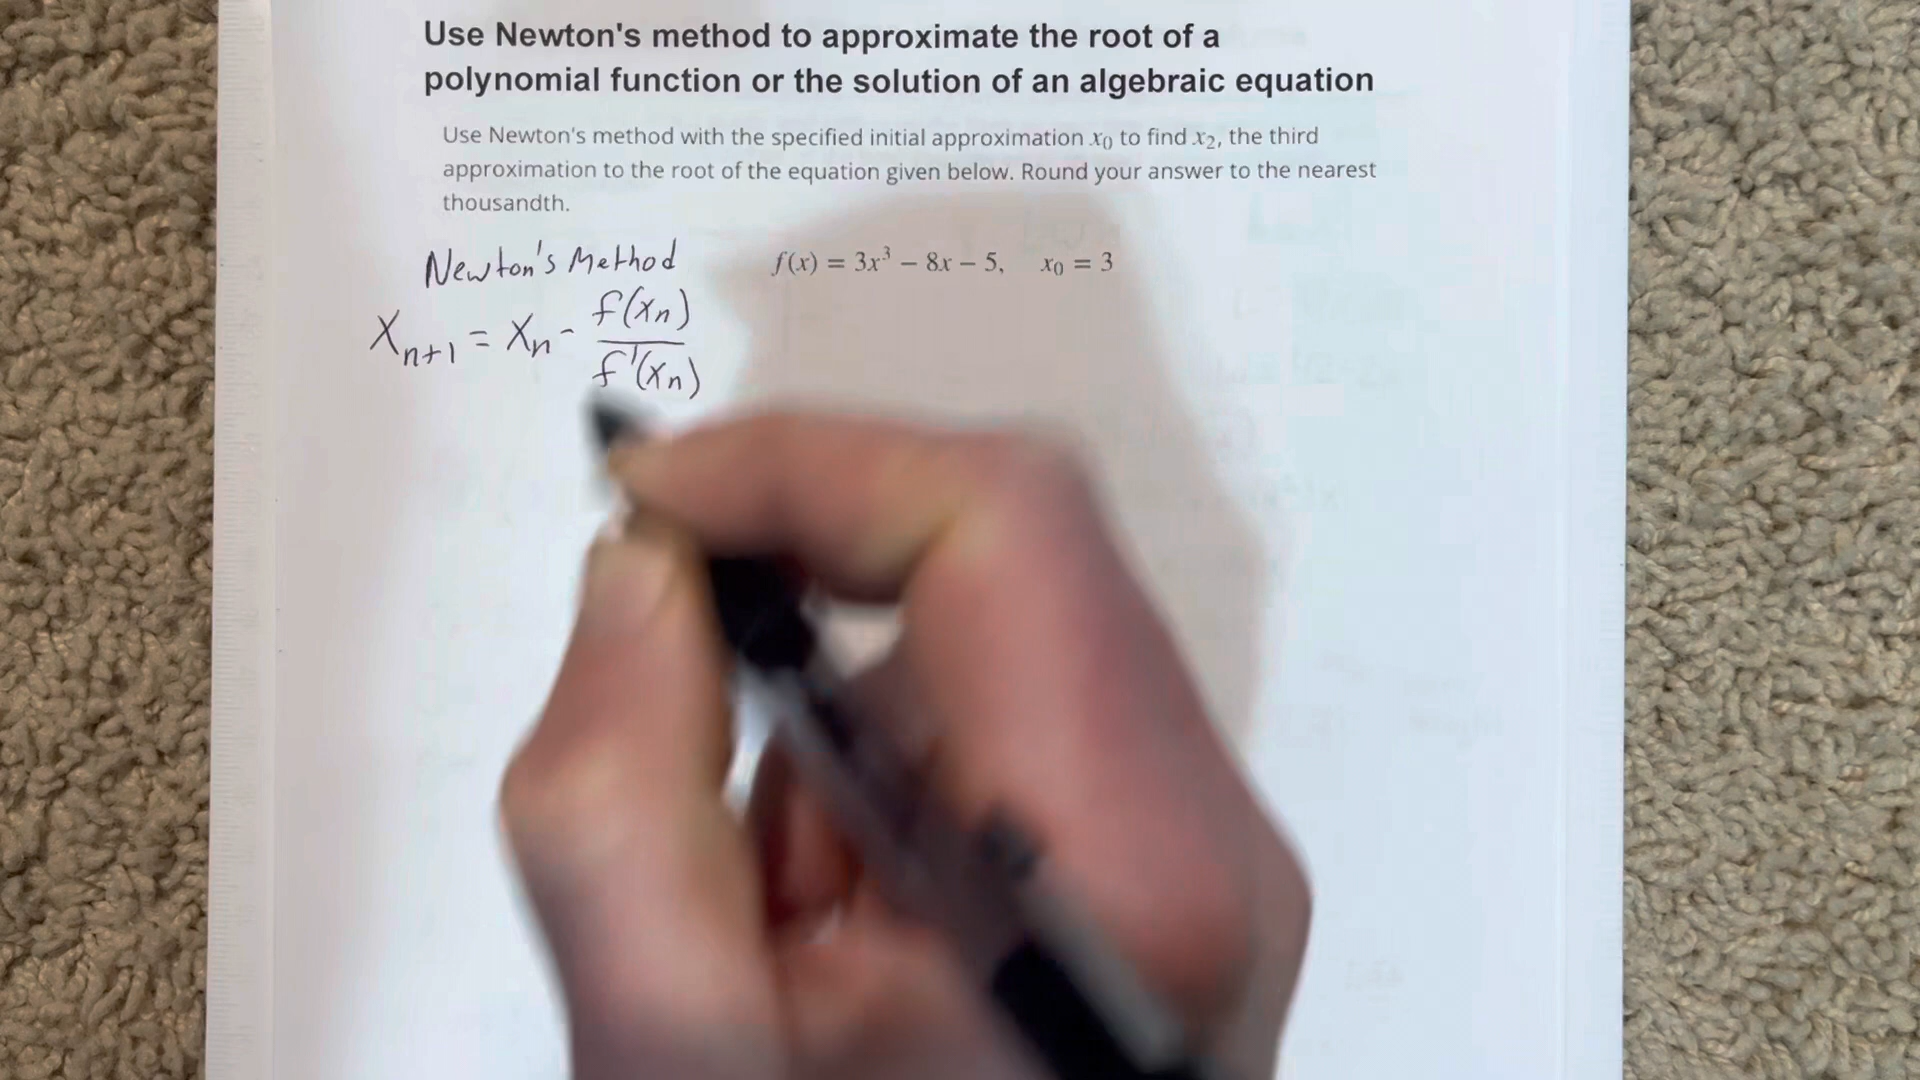 Use Newton's method to approximate the root of a
polynomial function or the solution of an algebraic equation
Use Newton's method with the specified initial approximation x₀ to find x₂, the third
approximation to the root of the equation given below. Round your answer to the nearest
thousandth.
Newton's Method
f(x) = 3x³ − 8x − 5, x₀ = 3
Xₙ₊₁ = Xₙ - f(xₙ)/f'(xₙ)